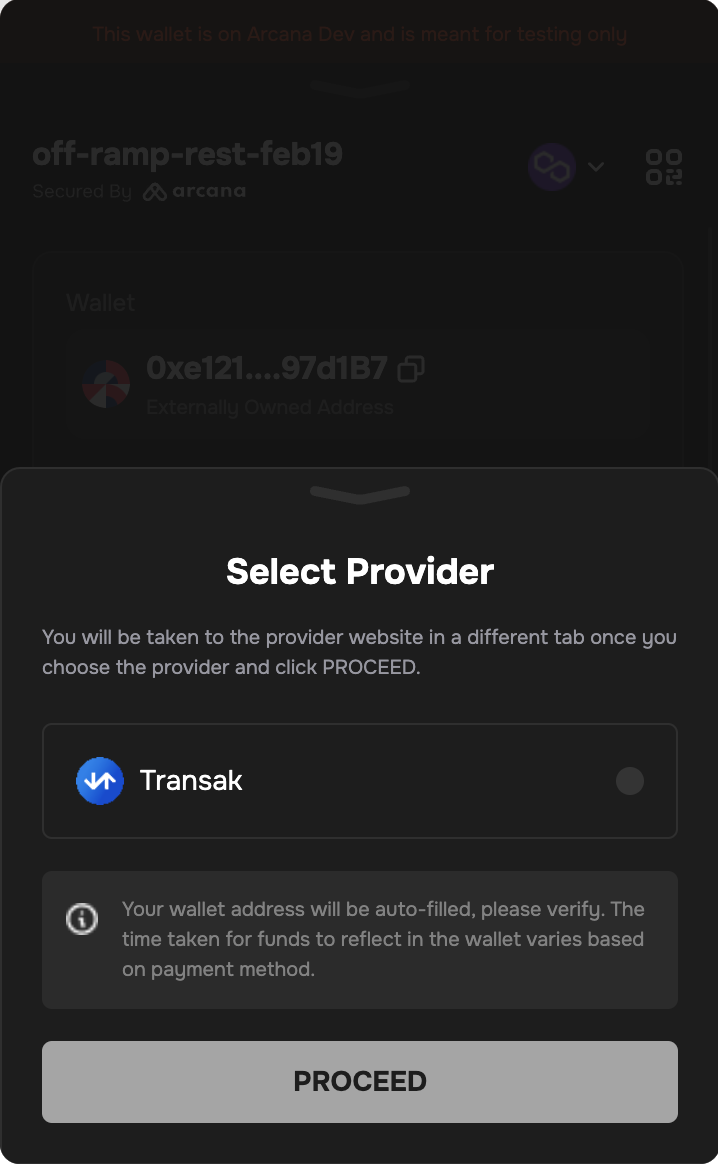 This wallet is on Arcana Dev and is meant for testing only
off-ramp-rest-feb19
Secured By arcana
Wallet
0xe121....97d1B7
Externally Owned Address
Select Provider
You will be taken to the provider website in a different tab once you
choose the provider and click PROCEED.
Transak
Your wallet address will be auto-filled, please verify. The
time taken for funds to reflect in the wallet varies based
on payment method.
PROCEED